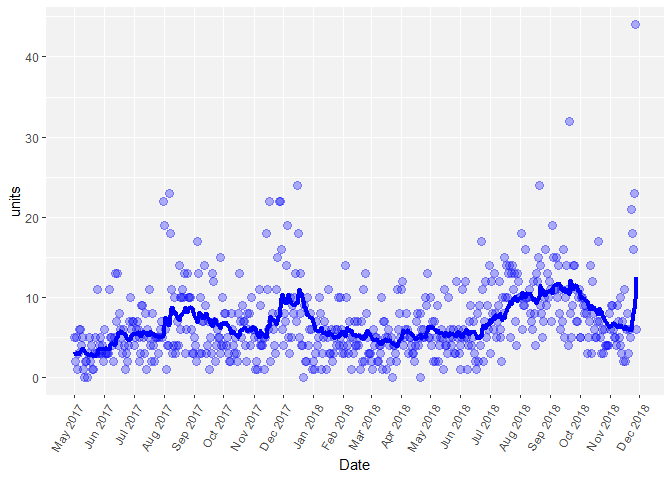 40
30
20
10
0
units
May 2017
Jun 2017
Jul 2017
Aug 2017
Sep 2017
Oct 2017
Nov 2017
Dec 2017
Jan 2018
Feb 2018
Mar 2018
Apr 2018
May 2018
Jun 2018
Jul 2018
Aug 2018
Sep 2018
Oct 2018
Nov 2018
Dec 2018
Date